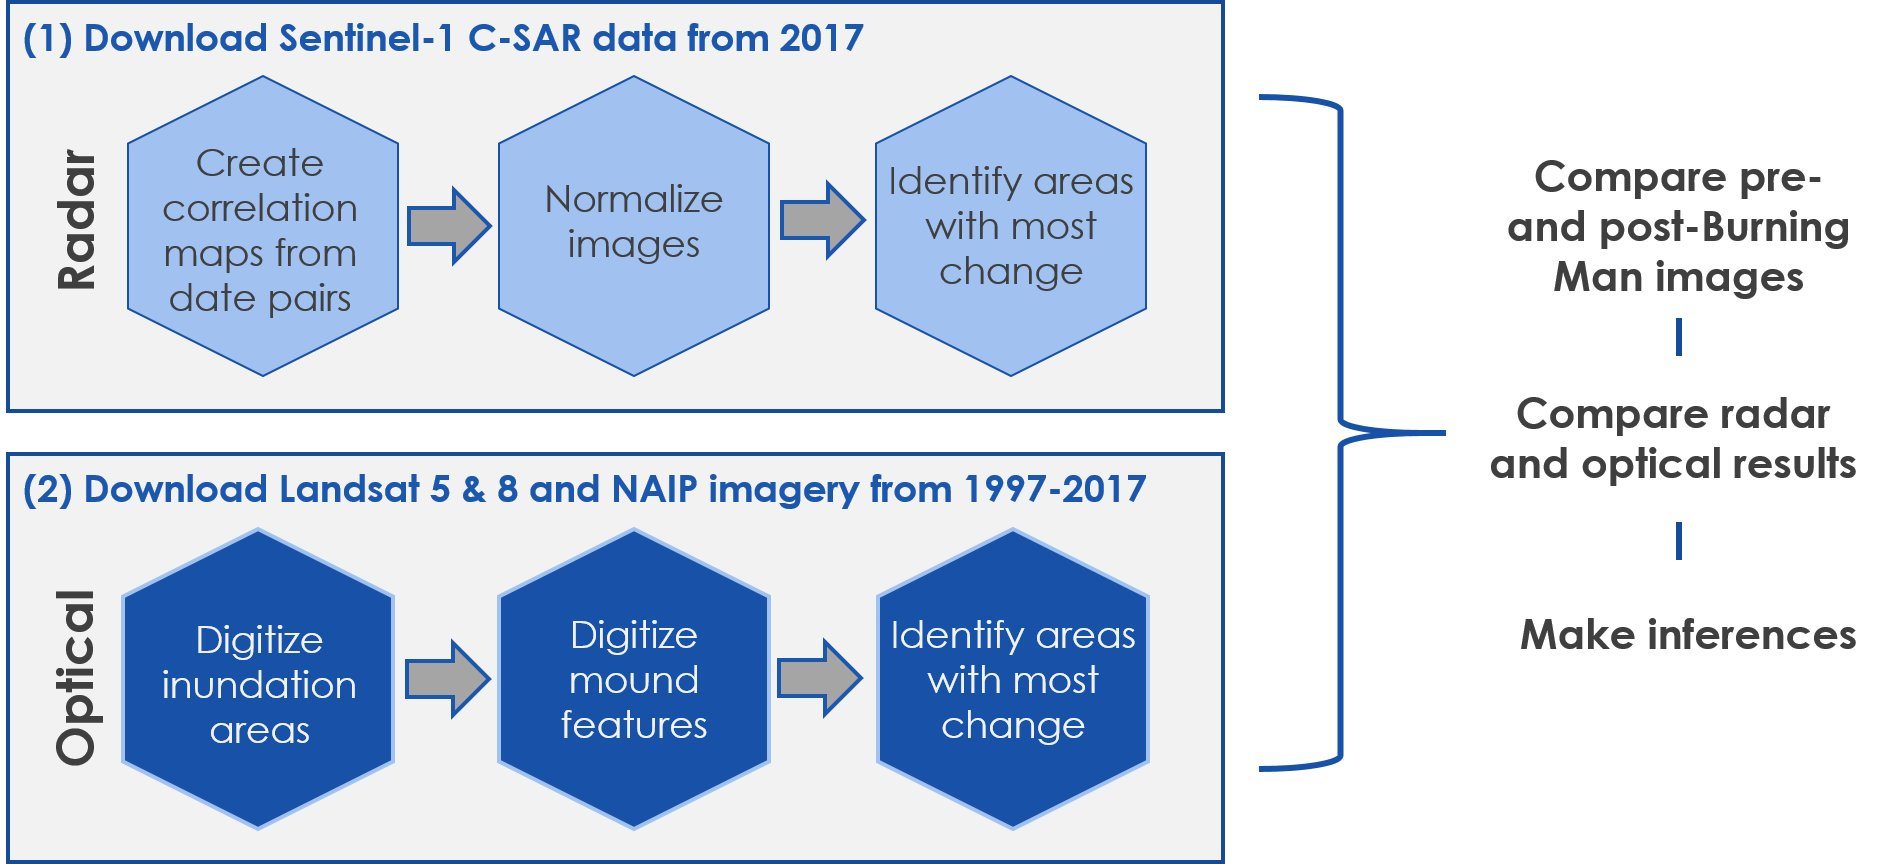 (1) Download Sentinel-1 C-SAR data from 2017
Radar
Create
correlation
maps from
date pairs
Normalize
images
Identify areas
with most
change
(2) Download Landsat 5 & 8 and NAIP imagery from 1997-2017
Optical
Digitize
inundation
areas
Digitize
mound
features
Identify areas
with most
change
Compare pre-
and post-Burning
Man images
Compare radar
and optical results
Make inferences